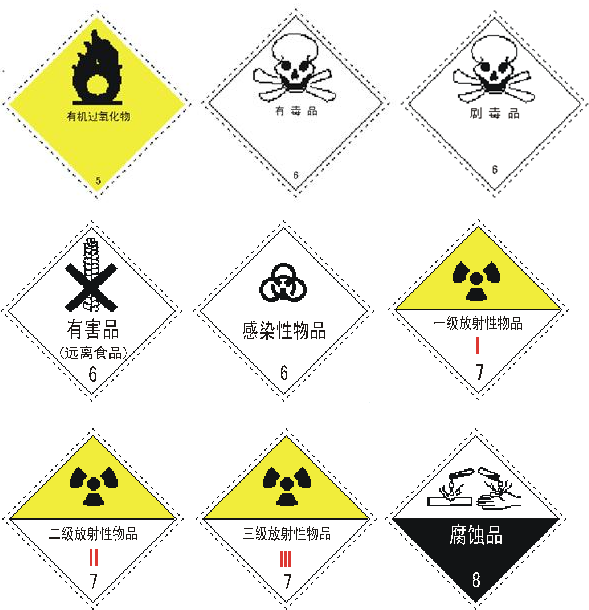 有机过氧化物
5
有毒品
6
剧毒品
6
有害品
(远离食品)
6
感染性物品
6
一级放射性物品
I
7
二级放射性物品
II
7
三级放射性物品
III
7
腐蚀品
8